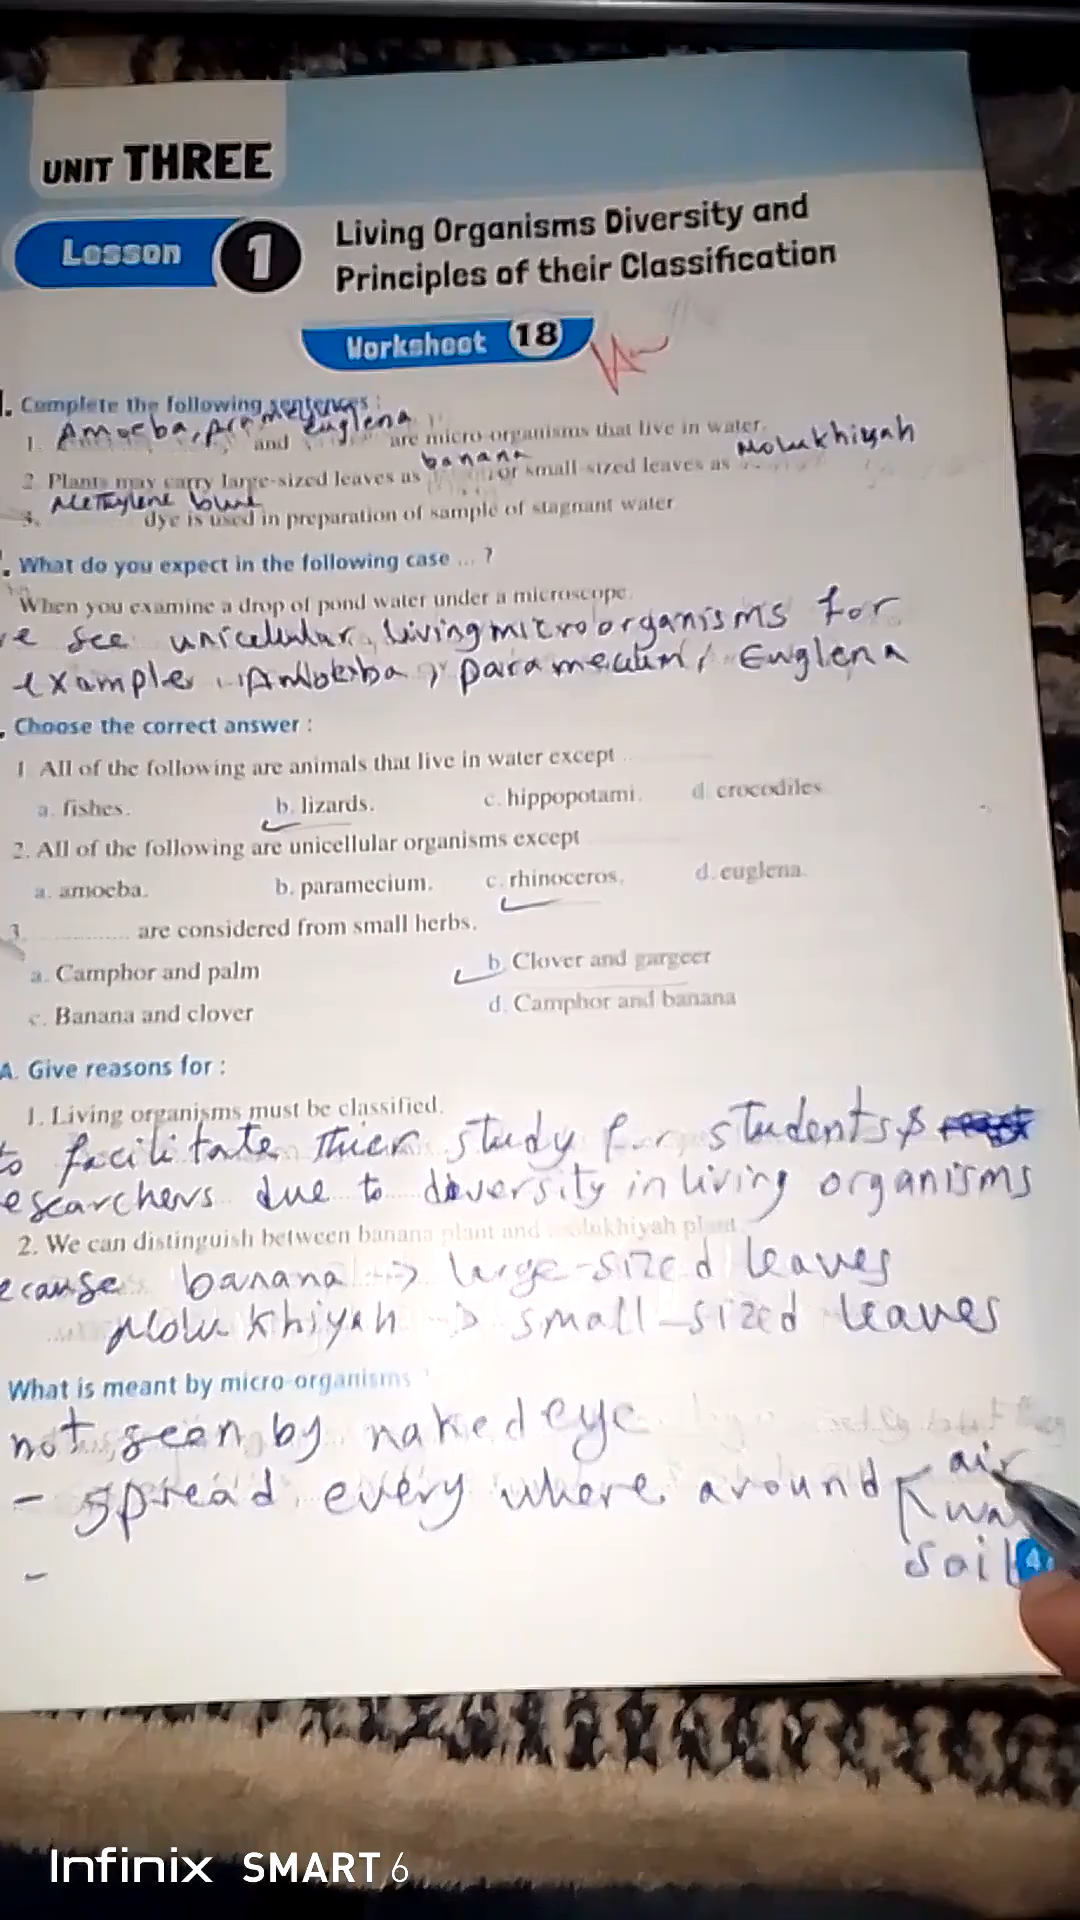 UNIT THREE
Lesson 1
Living Organisms Diversity and
Principles of their Classification
Worksheet 18
. Complete the following sentences :
1. Amoeba, and Euglena are micro-organisms that live in water.
2. Plants may carry large-sized leaves as banana or small-sized leaves as Molukhiyah
3. dye is used in preparation of sample of stagnant water
. What do you expect in the following case ... ?
When you examine a drop of pond water under a microscope.
e see unicellular living microorganisms for
example Amoeba , paramecium , Euglena
. Choose the correct answer :
1 All of the following are animals that live in water except
a. fishes. b. lizards. c. hippopotami. d. crocodiles
2. All of the following are unicellular organisms except
a. amoeba. b. paramecium. c. rhinoceros. d. euglena.
3. .............. are considered from small herbs.
a. Camphor and palm b. Clover and gargeer
c. Banana and clover d. Camphor and banana
. Give reasons for :
1. Living organisms must be classified.
to facilitate thier study for students &
esearchers due to diversity in living organisms
2. We can distinguish between banana plant and molukhiyah plant.
ecause banana -> large-sized leaves
Molukhiyah -> small-sized leaves
What is meant by micro-organisms
not seen by naked eye
- spread every where around air
wa
soil
-
4
Infinix SMART 6